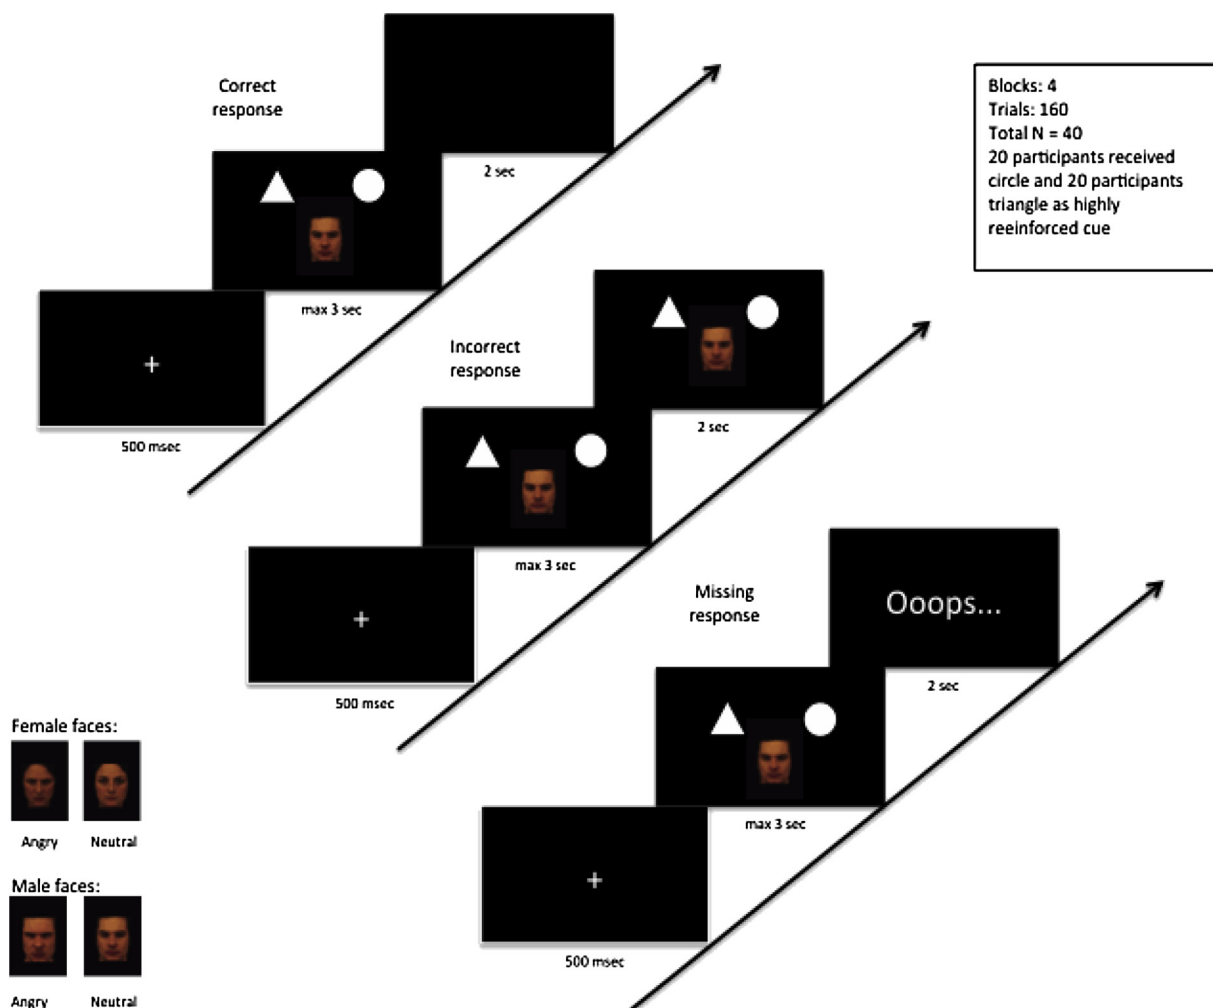 Correct
response
2 sec
max 3 sec
500 msec
Blocks: 4
Trials: 160
Total N = 40
20 participants received
circle and 20 participants
triangle as highly
reeinforced cue
Incorrect
response
2 sec
max 3 sec
500 msec
Missing
response
Ooops...
2 sec
max 3 sec
500 msec
Female faces:
Angry Neutral
Male faces:
Angry Neutral